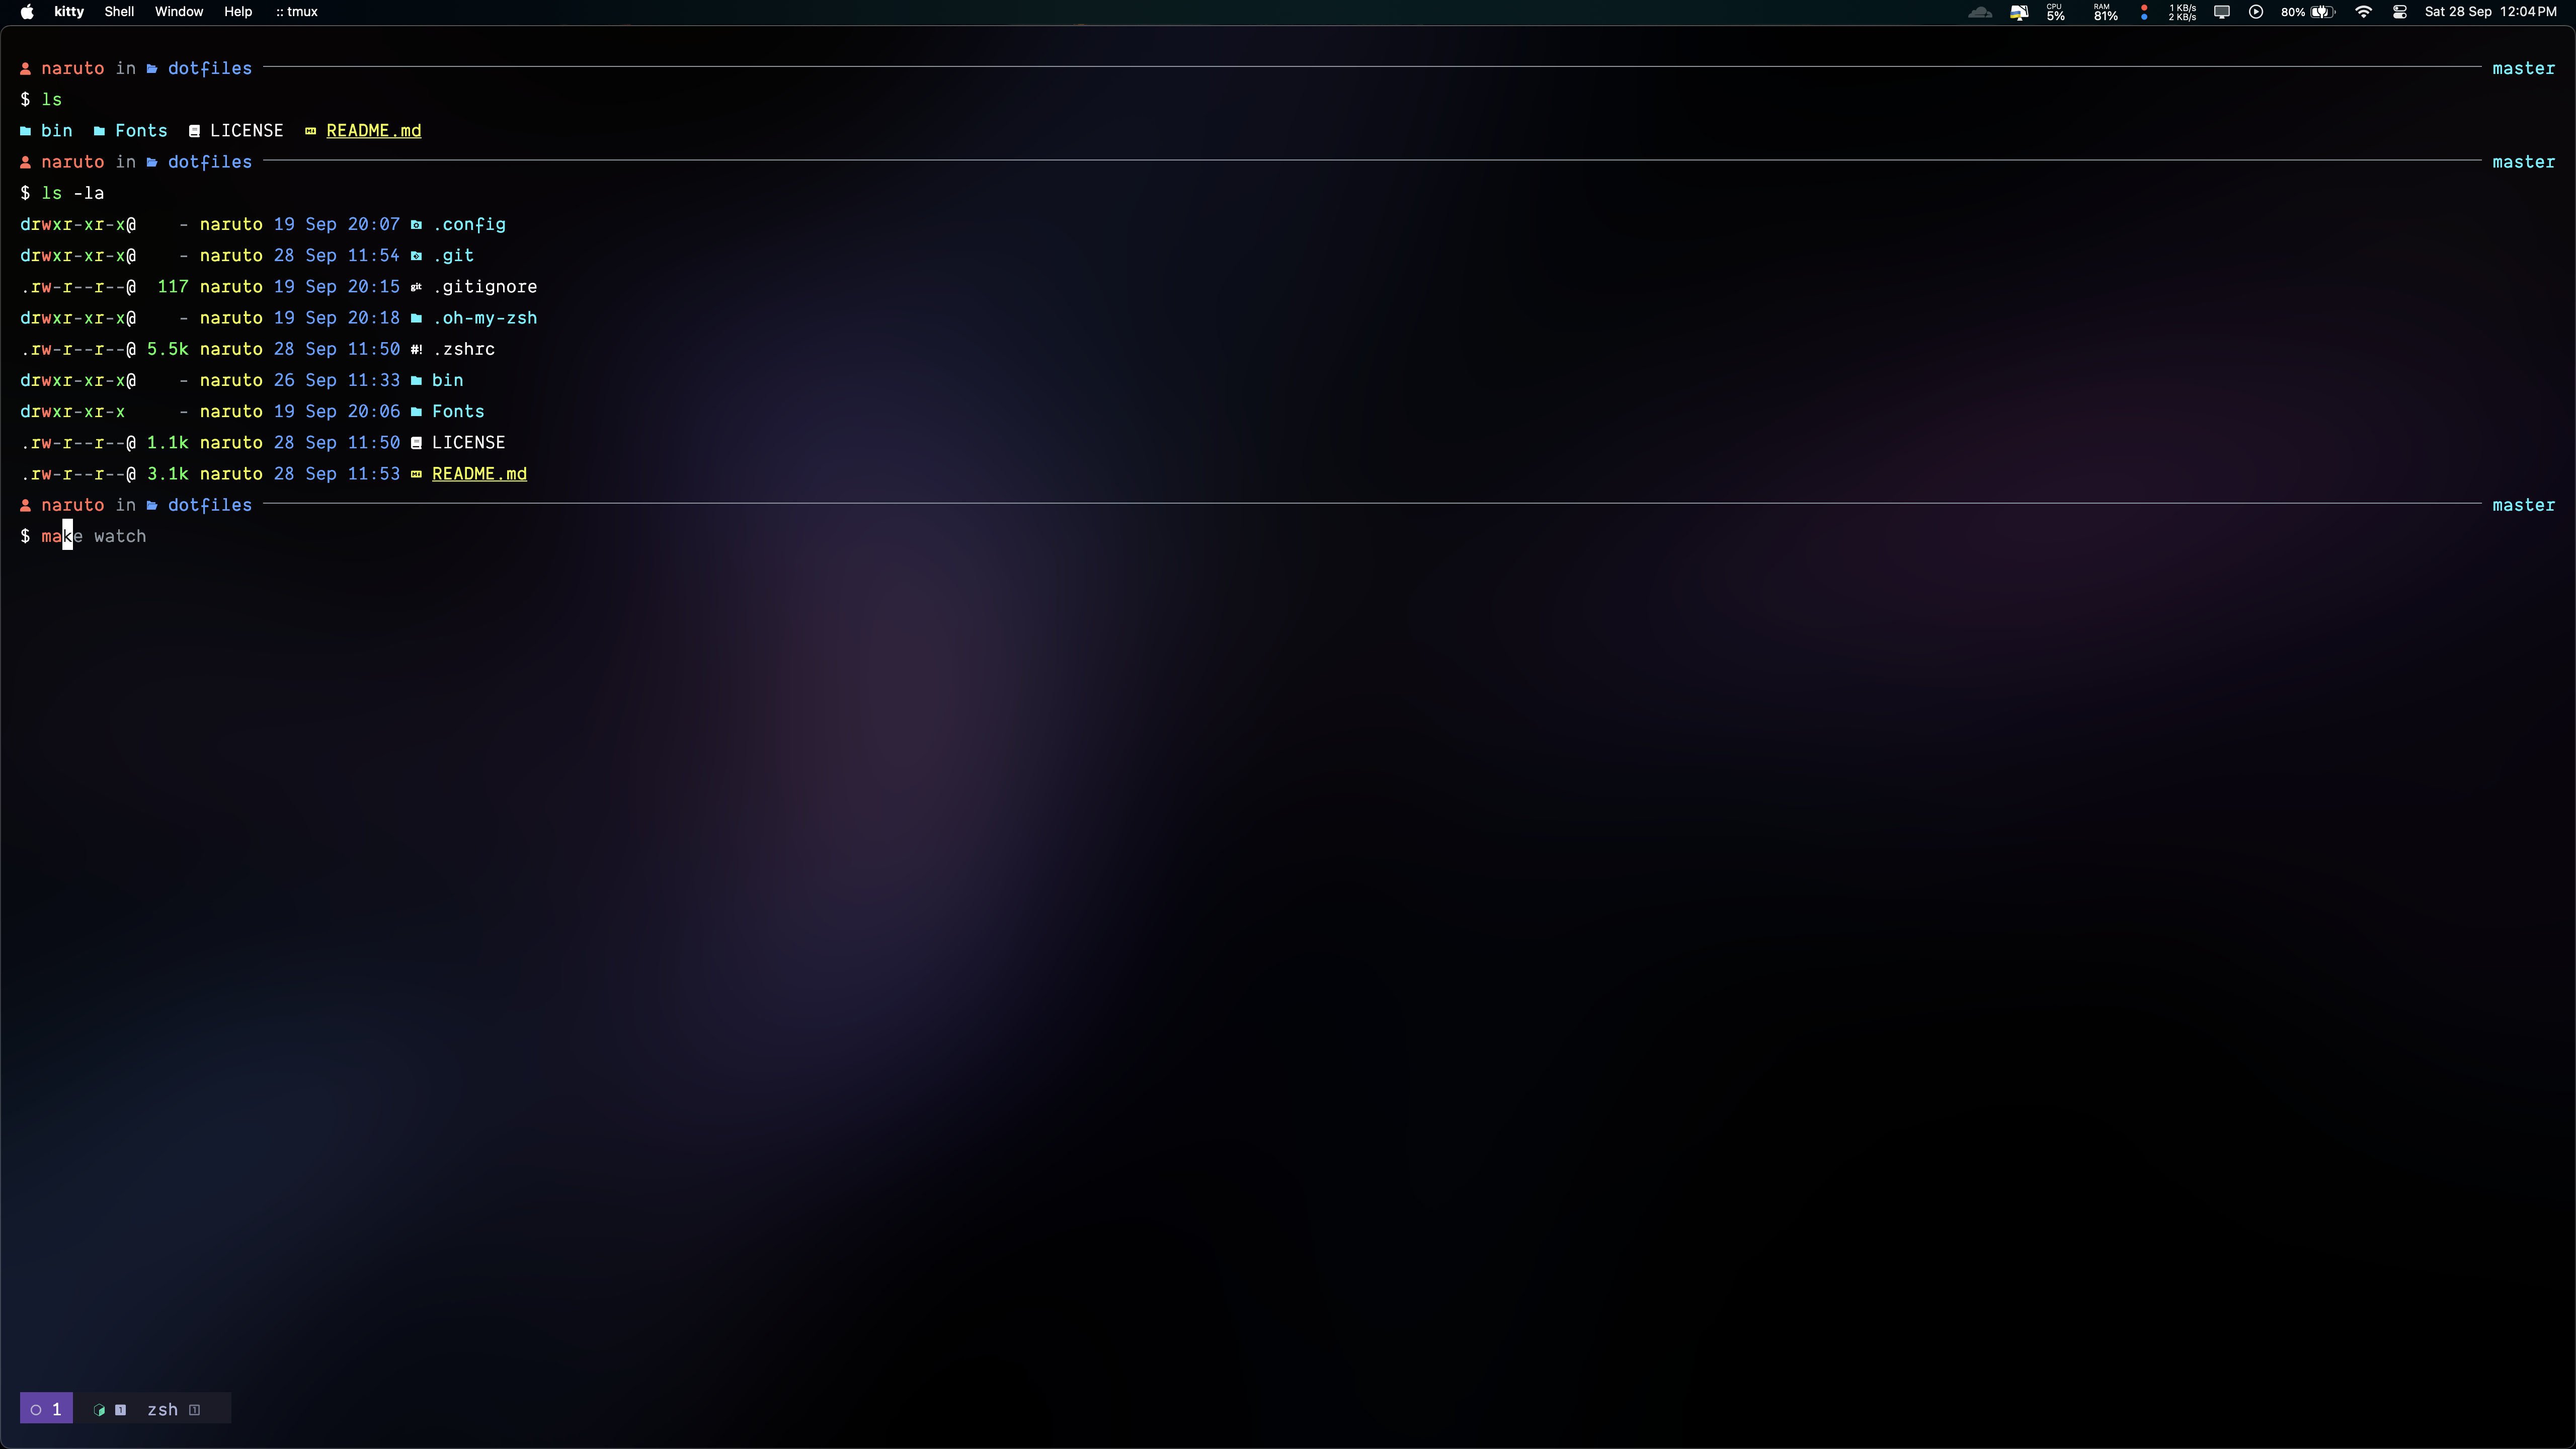 kitty Shell Window Help :: tmux CPU 5% RAM 81% 1 KB/s 2 KB/s 80% Sat 28 Sep 12:04 PM
naruto in dotfiles master
$ ls
bin Fonts LICENSE README.md
naruto in dotfiles master
$ ls -la
drwxr-xr-x@ - naruto 19 Sep 20:07 .config
drwxr-xr-x@ - naruto 28 Sep 11:54 .git
.rw-r--r--@ 117 naruto 19 Sep 20:15 git .gitignore
drwxr-xr-x@ - naruto 19 Sep 20:18 .oh-my-zsh
.rw-r--r--@ 5.5k naruto 28 Sep 11:50 #! .zshrc
drwxr-xr-x@ - naruto 26 Sep 11:33 bin
drwxr-xr-x - naruto 19 Sep 20:06 Fonts
.rw-r--r--@ 1.1k naruto 28 Sep 11:50 LICENSE
.rw-r--r--@ 3.1k naruto 28 Sep 11:53 README.md
naruto in dotfiles master
$ make watch
1 1 zsh 1